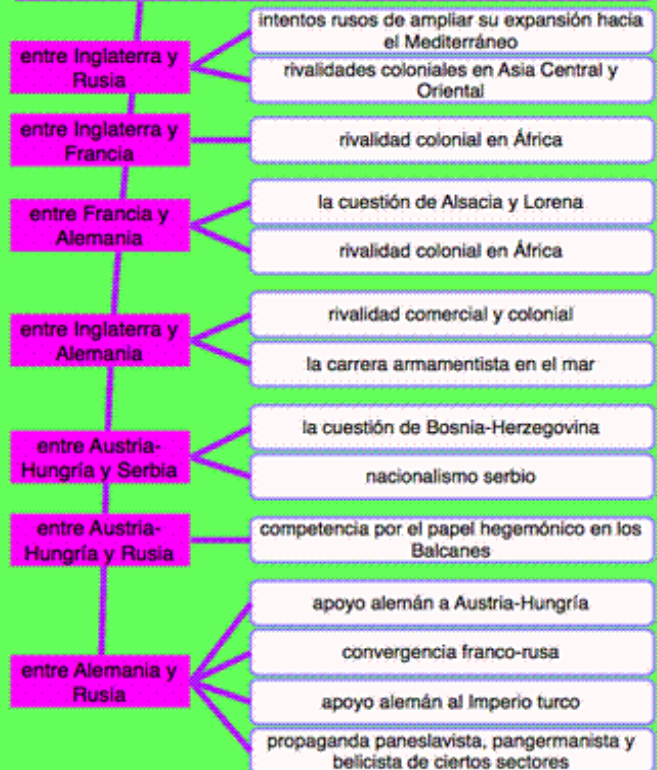 entre Inglaterra y
Rusia
intentos rusos de ampliar su expansión hacia
el Mediterráneo
rivalidades coloniales en Asia Central y
Oriental
entre Inglaterra y
Francia
rivalidad colonial en África
entre Francia y
Alemania
la cuestión de Alsacia y Lorena
rivalidad colonial en África
entre Inglaterra y
Alemania
rivalidad comercial y colonial
la carrera armamentista en el mar
entre Austria-
Hungría y Serbia
la cuestión de Bosnia-Herzegovina
nacionalismo serbio
entre Austria-
Hungría y Rusia
competencia por el papel hegemónico en los
Balcanes
entre Alemania y
Rusia
apoyo alemán a Austria-Hungría
convergencia franco-rusa
apoyo alemán al Imperio turco
propaganda paneslavista, pangermanista y
belicista de ciertos sectores